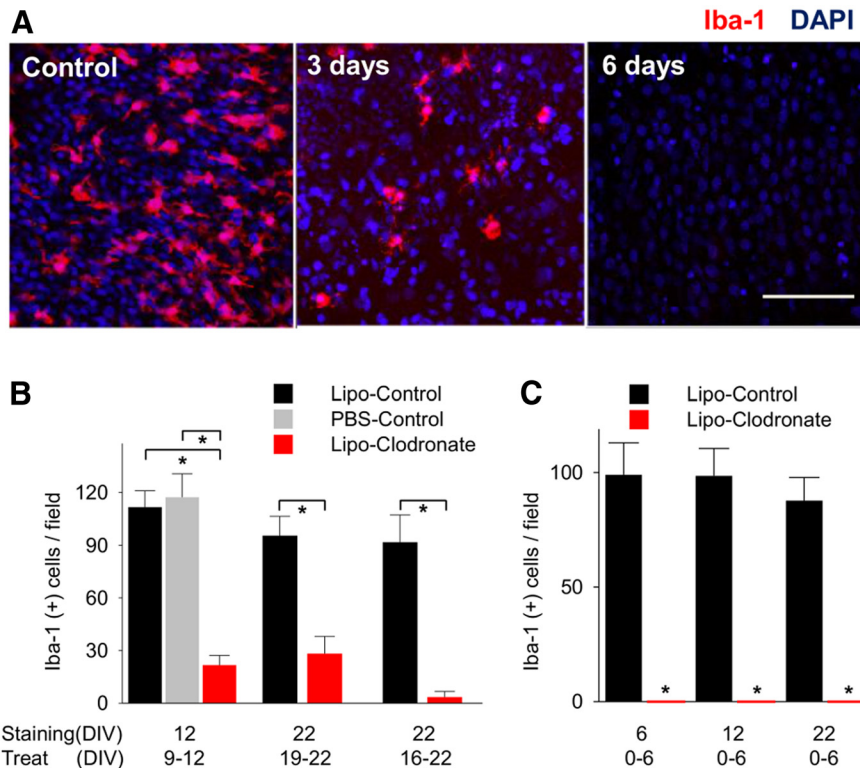 A
Iba-1 DAPI
Control
3 days
6 days
B
Lipo-Control
PBS-Control
Lipo-Clodronate
Iba-1 (+) cells / field
120
90
60
30
0
*
*
*
*
Staining(DIV) 12 22 22
Treat (DIV) 9-12 19-22 16-22
C
Lipo-Control
Lipo-Clodronate
Iba-1 (+) cells / field
100
50
0
* * *
6 12 22
0-6 0-6 0-6